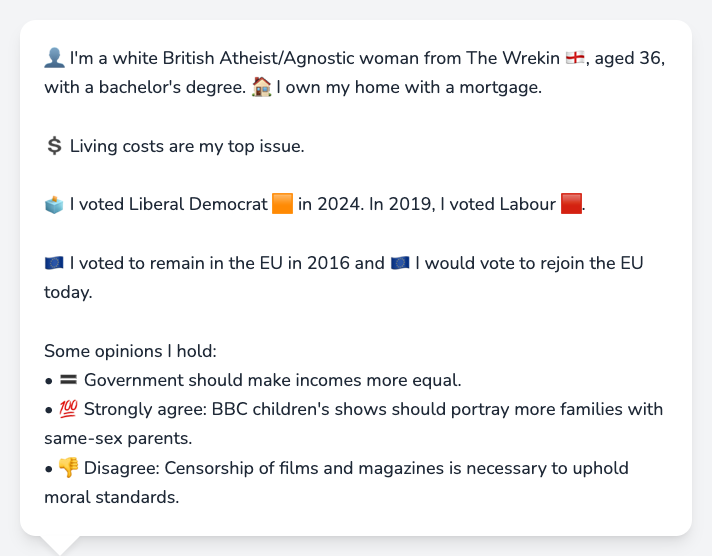 👤 I'm a white British Atheist/Agnostic woman from The Wrekin 🏴󠁧󠁢󠁥󠁮󠁧󠁿, aged 36,
with a bachelor's degree. 🏠 I own my home with a mortgage.
💲 Living costs are my top issue.
🗳️ I voted Liberal Democrat 🟧 in 2024. In 2019, I voted Labour 🟥.
🇪🇺 I voted to remain in the EU in 2016 and 🇪🇺 I would vote to rejoin the EU
today.
Some opinions I hold:
• 🟰 Government should make incomes more equal.
• 💯 Strongly agree: BBC children's shows should portray more families with
same-sex parents.
• 👎 Disagree: Censorship of films and magazines is necessary to uphold
moral standards.